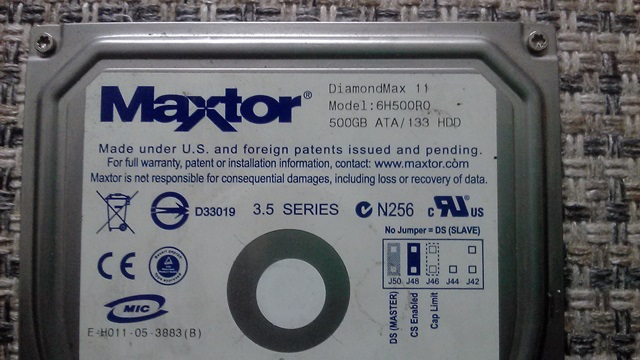 Maxtor®
DiamondMax 11
Model:6H500R0
500GB ATA/133 HDD
Made under U.S. and foreign patents issued and pending.
For full warranty, patent or installation information, contact: www.maxtor.com
Maxtor is not responsible for consequential damages, including loss or recovery of data.
D33019
3.5 SERIES
N256
c RU US
No Jumper = DS (SLAVE)
J50 J48 J46 J44 J42
DS (MASTER)
CS Enabled
Cap Limit
CE
MIC
E-H011-05-3883(B)